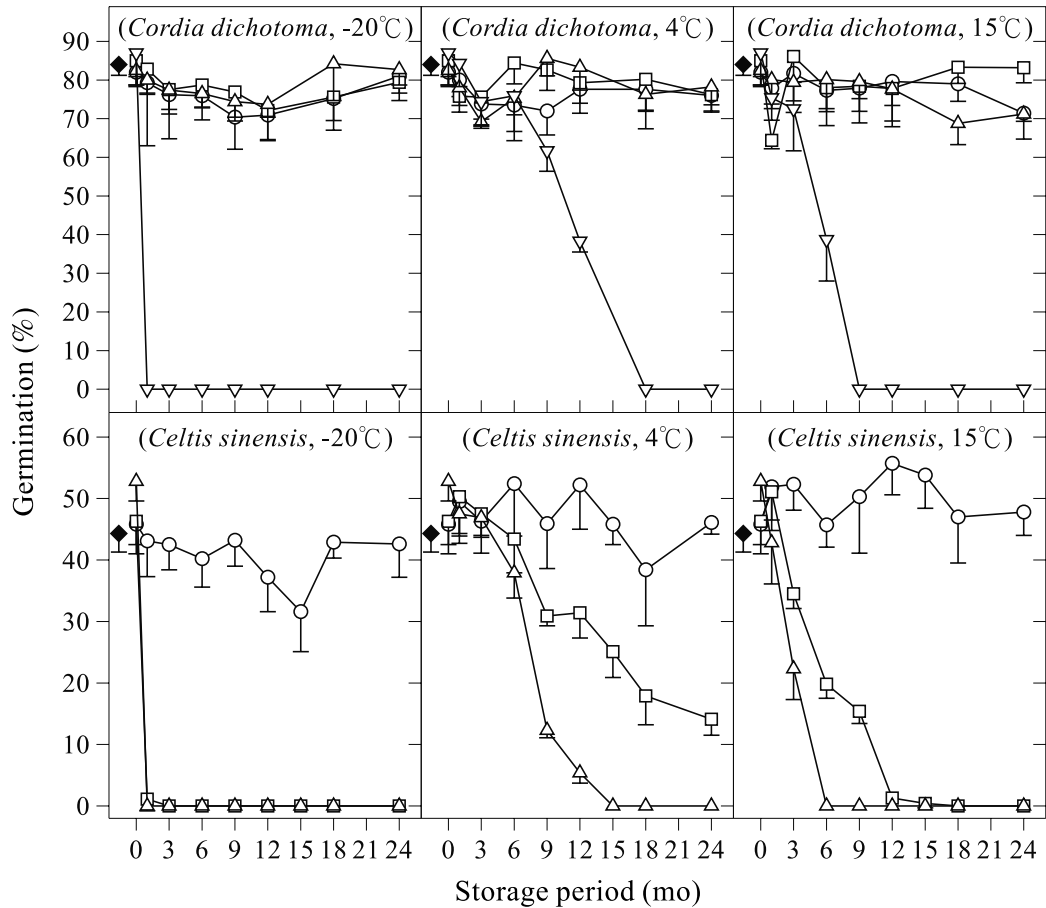 (Cordia dichotoma, -20℃)
(Cordia dichotoma, 4℃)
(Cordia dichotoma, 15℃)
90
80
70
60
50
40
30
20
10
0
Germination (%)
(Celtis sinensis, -20℃)
(Celtis sinensis, 4℃)
(Celtis sinensis, 15℃)
60
50
40
30
20
10
0
0 3 6 9 12 15 18 21 24
0 3 6 9 12 15 18 21 24
0 3 6 9 12 15 18 21 24
Storage period (mo)